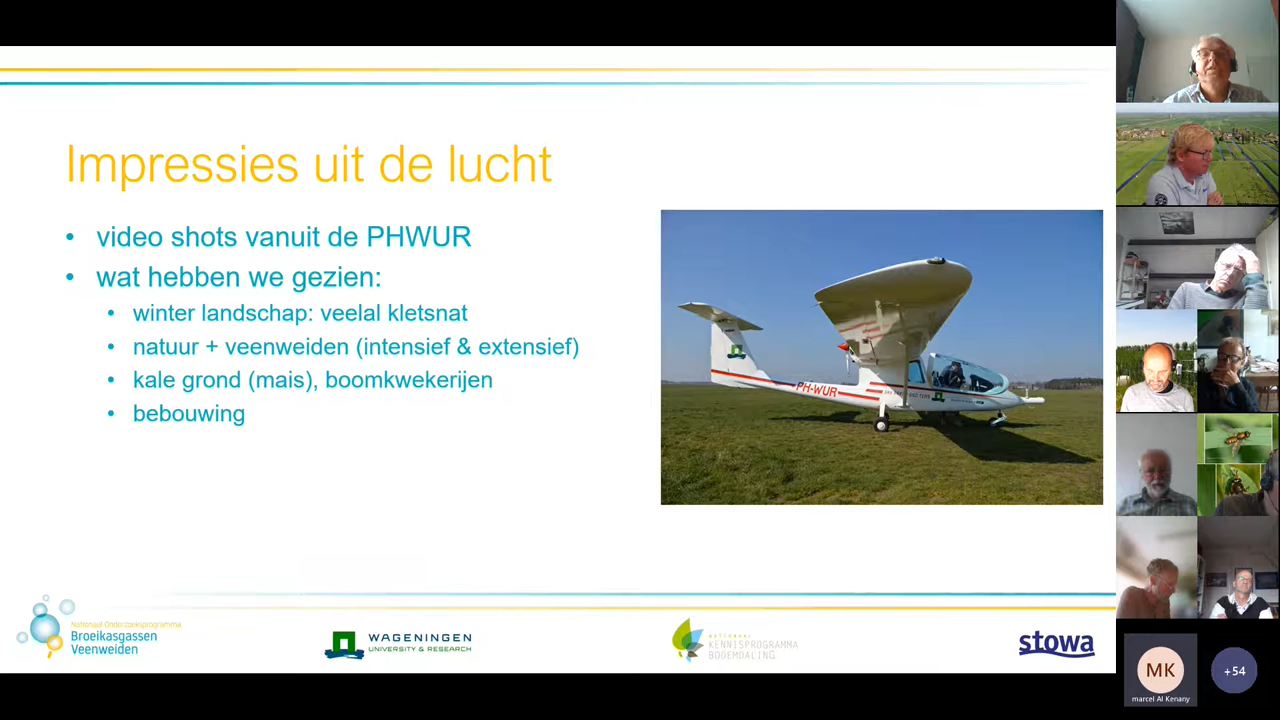 Impressies uit de lucht
• video shots vanuit de PHWUR
• wat hebben we gezien:
• winter landschap: veelal kletsnat
• natuur + veenweiden (intensief & extensief)
• kale grond (mais), boomkwekerijen
• bebouwing
PH-WUR
Nationaal Onderzoeksprogramma
Broeikasgassen
Veenweiden
WAGENINGEN
UNIVERSITY & RESEARCH
NATIONAAL
KENNISPROGRAMMA
BODEMDALING
stowa
MK
marcel Al Kenany
+54